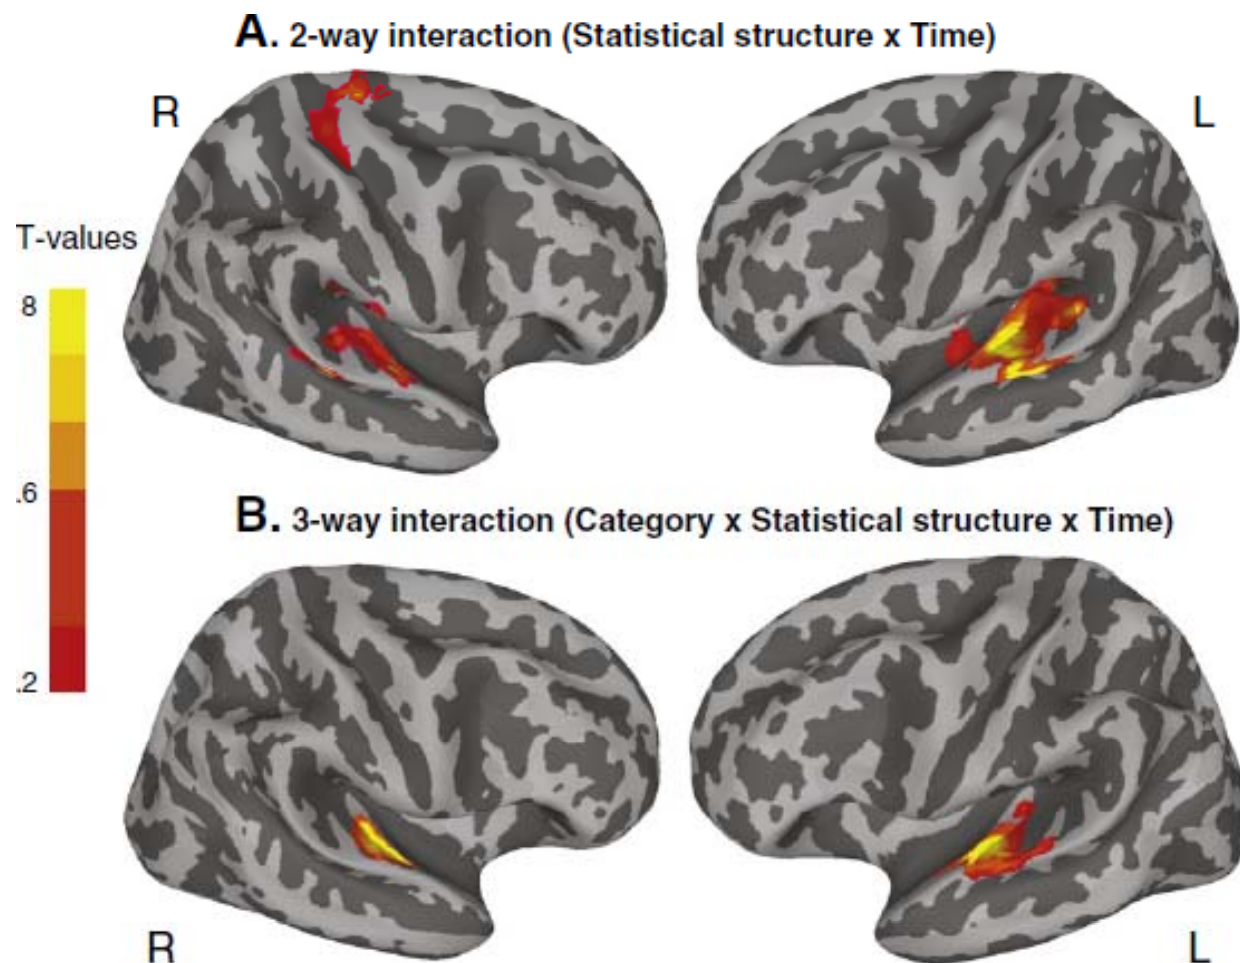 A. 2-way interaction (Statistical structure x Time)
R
L
T-values
8
.6
.2
B. 3-way interaction (Category x Statistical structure x Time)
R
L